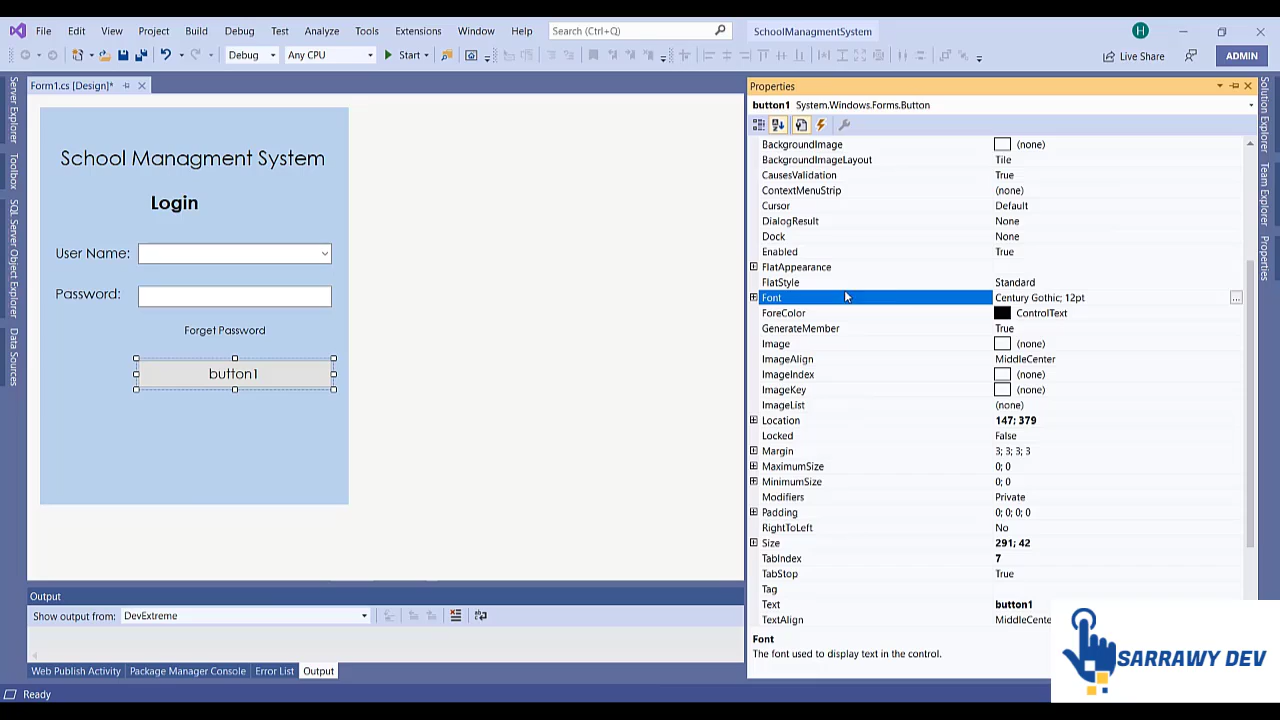 File Edit View Project Build Debug Test Analyze Tools Extensions Window Help Search (Ctrl+Q) SchoolManagmentSystem H
Debug Any CPU Start Live Share ADMIN
Form1.cs [Design]*
Server Explorer
Toolbox
SQL Server Object Explorer
Data Sources
School Managment System
Login
User Name:
Password:
Forget Password
button1
Properties
button1 System.Windows.Forms.Button
BackgroundImage (none)
BackgroundImageLayout Tile
CausesValidation True
ContextMenuStrip (none)
Cursor Default
DialogResult None
Dock None
Enabled True
FlatAppearance
FlatStyle Standard
Font Century Gothic; 12pt ...
ForeColor ControlText
GenerateMember True
Image (none)
ImageAlign MiddleCenter
ImageIndex (none)
ImageKey (none)
ImageList (none)
Location 147; 379
Locked False
Margin 3; 3; 3; 3
MaximumSize 0; 0
MinimumSize 0; 0
Modifiers Private
Padding 0; 0; 0; 0
RightToLeft No
Size 291; 42
TabIndex 7
TabStop True
Tag
Text button1
TextAlign MiddleCente
Font
The font used to display text in the control.
Solution Explorer
Team Explorer
Properties
Output
Show output from: DevExtreme
Web Publish Activity Package Manager Console Error List Output
Ready
SARRAWY DEV